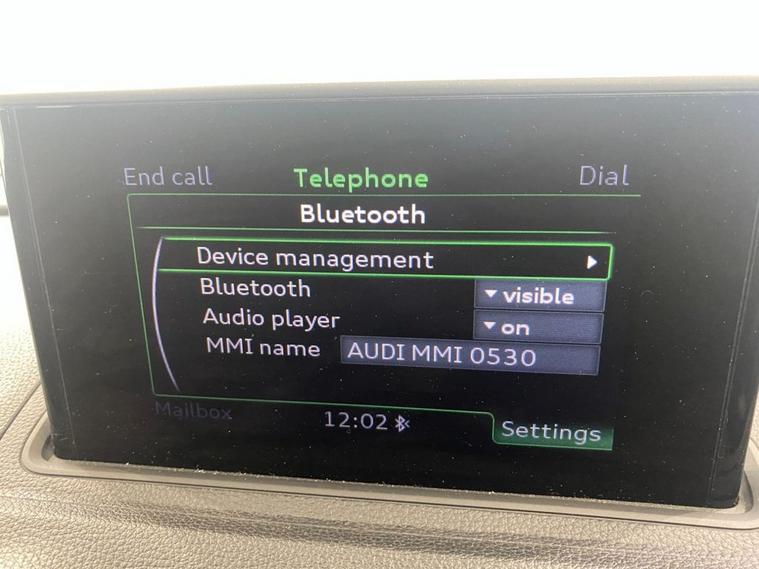 End call Telephone Dial
Bluetooth
Device management
Bluetooth visible
Audio player on
MMI name AUDI MMI 0530
Mailbox 12:02 Settings